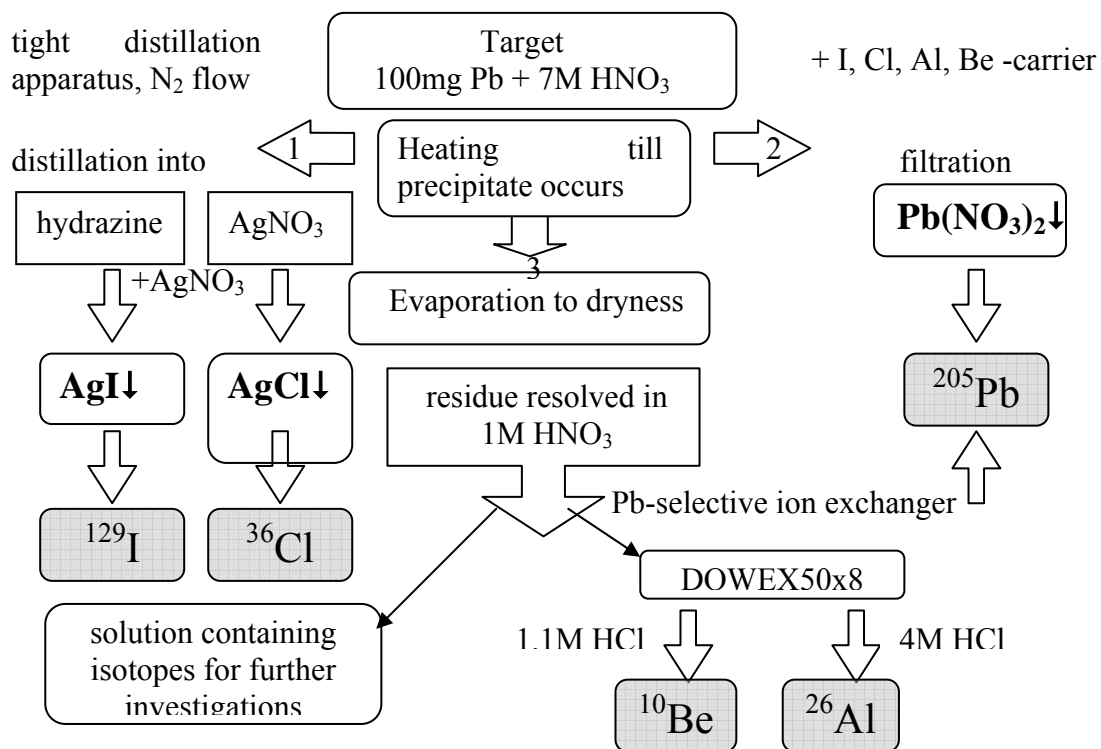 tight distillation
apparatus, N₂ flow
Target
100mg Pb + 7M HNO₃
+ I, Cl, Al, Be -carrier
1
Heating till
precipitate occurs
2
distillation into
hydrazine
AgNO₃
filtration
Pb(NO₃)₂↓
+AgNO₃
3
Evaporation to dryness
AgI↓
AgCl↓
residue resolved in
1M HNO₃
²⁰⁵Pb
Pb-selective ion exchanger
¹²⁹I
³⁶Cl
DOWEX50x8
solution containing
isotopes for further
investigations
1.1M HCl
4M HCl
¹⁰Be
²⁶Al